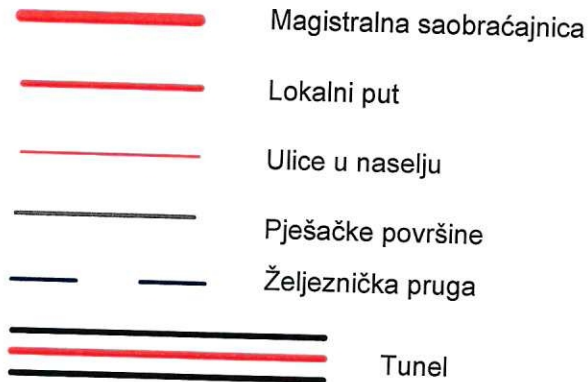 Magistralna saobraćajnica
Lokalni put
Ulice u naselju
Pješačke površine
Željeznička pruga
Tunel